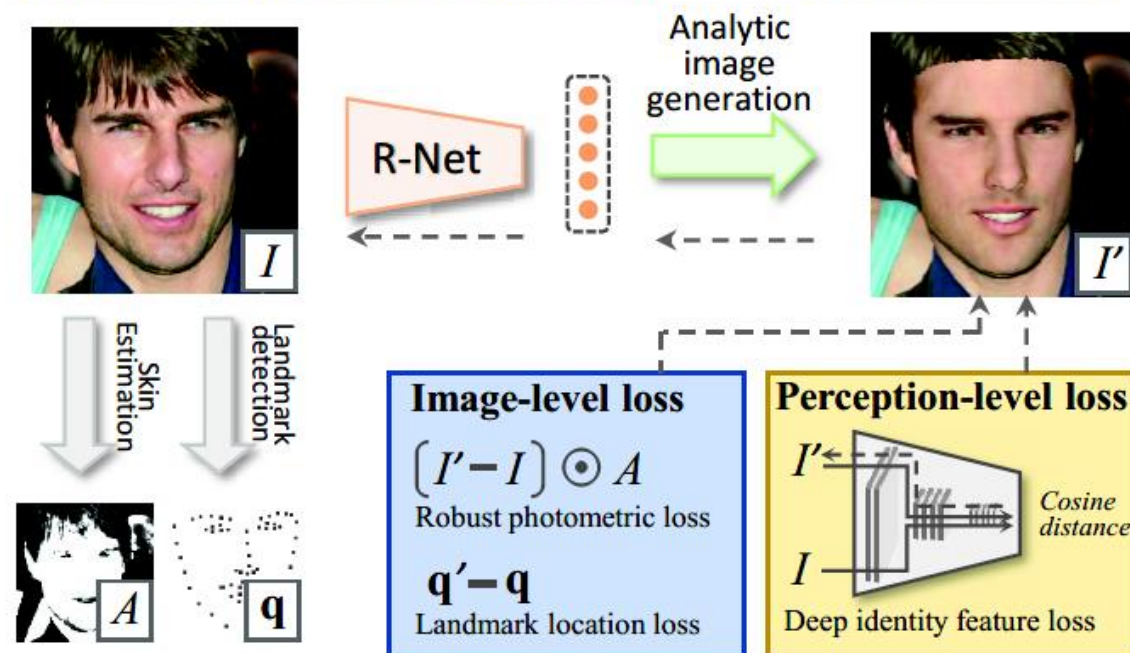 Analytic
image
generation
R-Net
I
I′
Skin
Estimation
Landmark
detection
A
q
Image-level loss
(I′ − I) ⊙ A
Robust photometric loss
q′ − q
Landmark location loss
Perception-level loss
I′
Cosine
distance
I
Deep identity feature loss